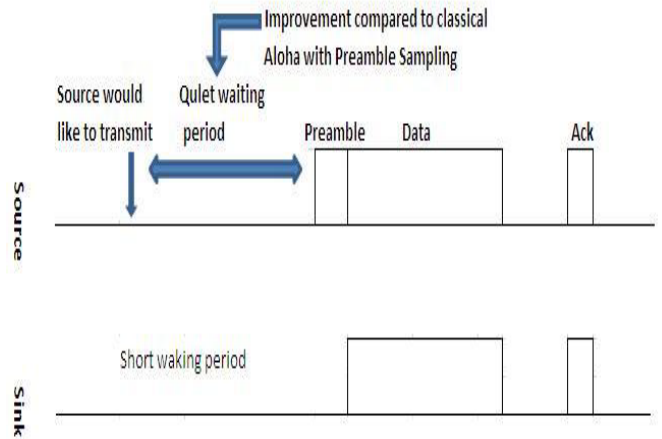 Improvement compared to classical
Aloha with Preamble Sampling
Source would
like to transmit
Qulet waiting
period
Preamble
Data
Ack
Source
Short waking period
Sink